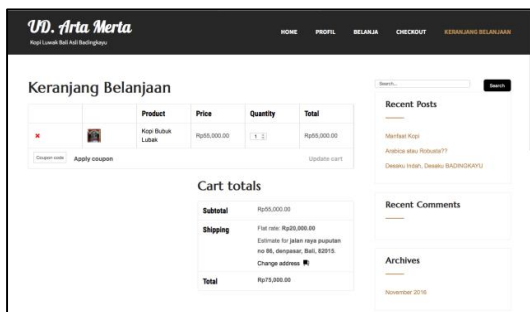 UD. Arta Merta
Kopi Luwak Bali Asli Badingkayu
HOME PROFIL BELANJA CHECKOUT KERANJANG BELANJAAN
Keranjang Belanjaan
Product Price Quantity Total
Kopi Bubuk
Lubak
Rp55,000.00 1 Rp55,000.00
Coupon code Apply coupon Update cart
Cart totals
Subtotal Rp55,000.00
Shipping Flat rate: Rp20,000.00
Estimate for jalan raya puputan
no 86, denpasar, Bali, 82015.
Change address
Total Rp75,000.00
Search... Search
Recent Posts
Manfaat Kopi
Arabica atau Robusta??
Desaku Indah, Desaku BADINGKAYU
Recent Comments
Archives
November 2016